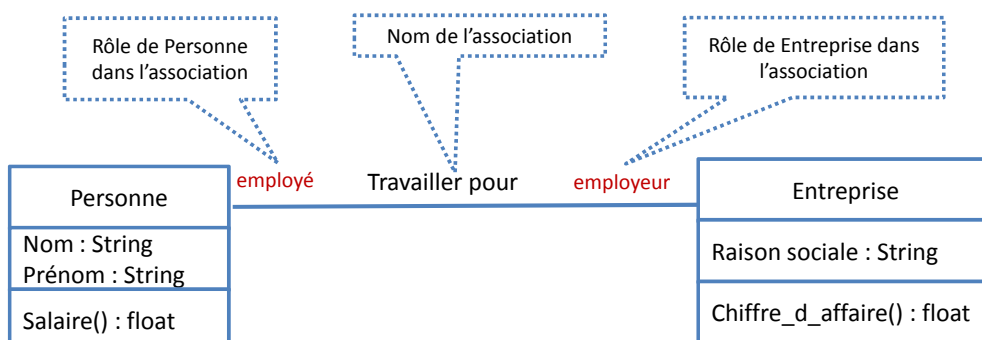 Rôle de Personne
dans l'association
Nom de l'association
Rôle de Entreprise dans
l'association
employé
Travailler pour
employeur
Personne
Nom : String
Prénom : String
Salaire() : float
Entreprise
Raison sociale : String
Chiffre_d_affaire() : float